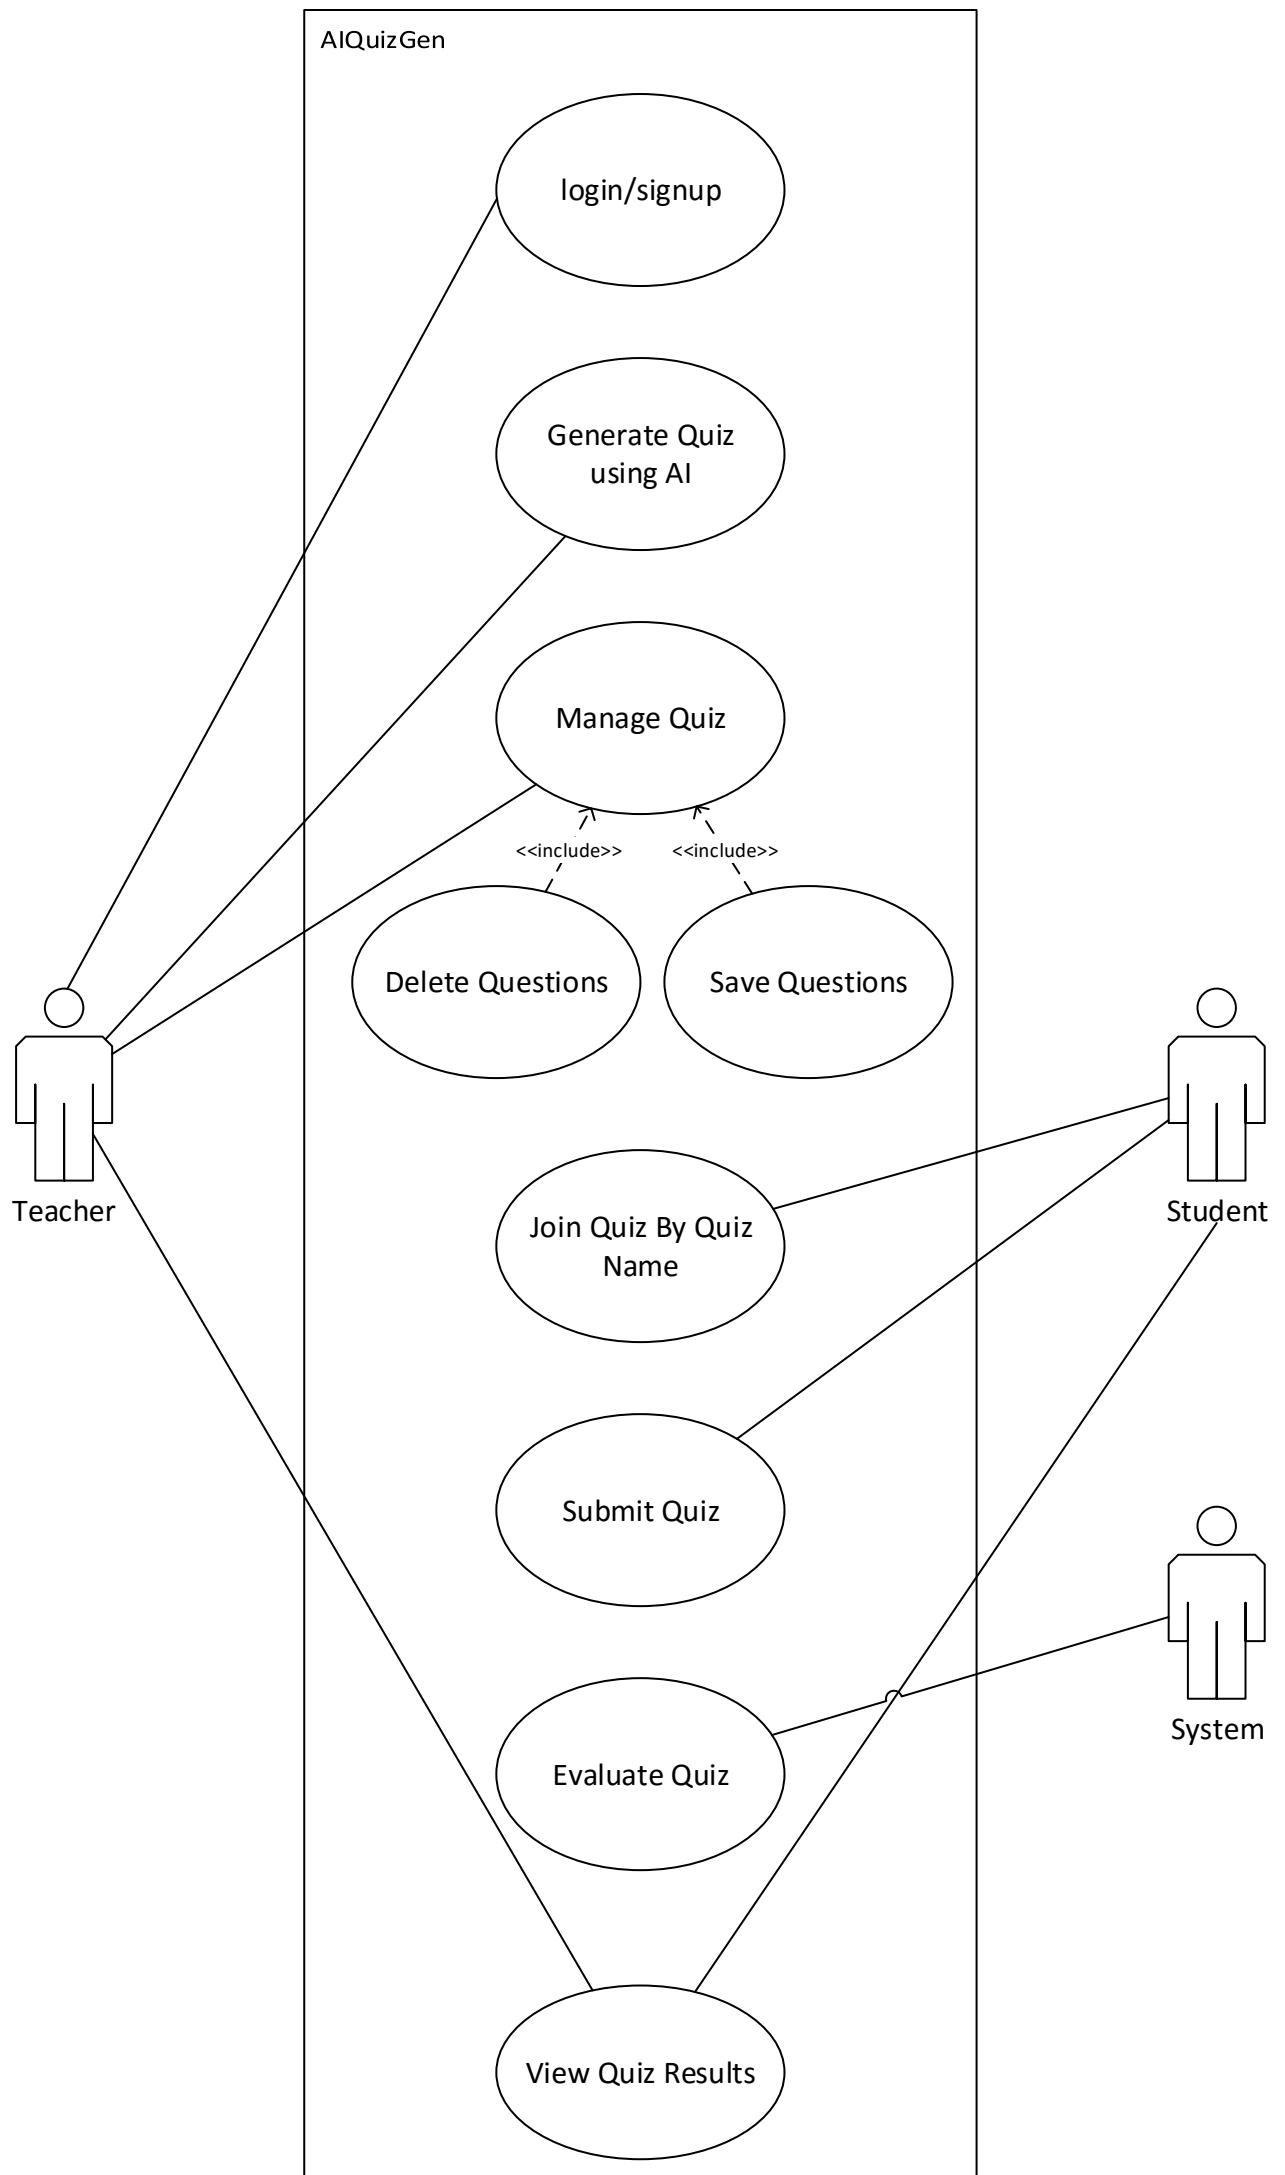 AIQuizGen
login/signup
Generate Quiz
using AI
Manage Quiz
<<include>>
<<include>>
Delete Questions
Save Questions
Teacher
Student
Join Quiz By Quiz
Name
Submit Quiz
System
Evaluate Quiz
View Quiz Results